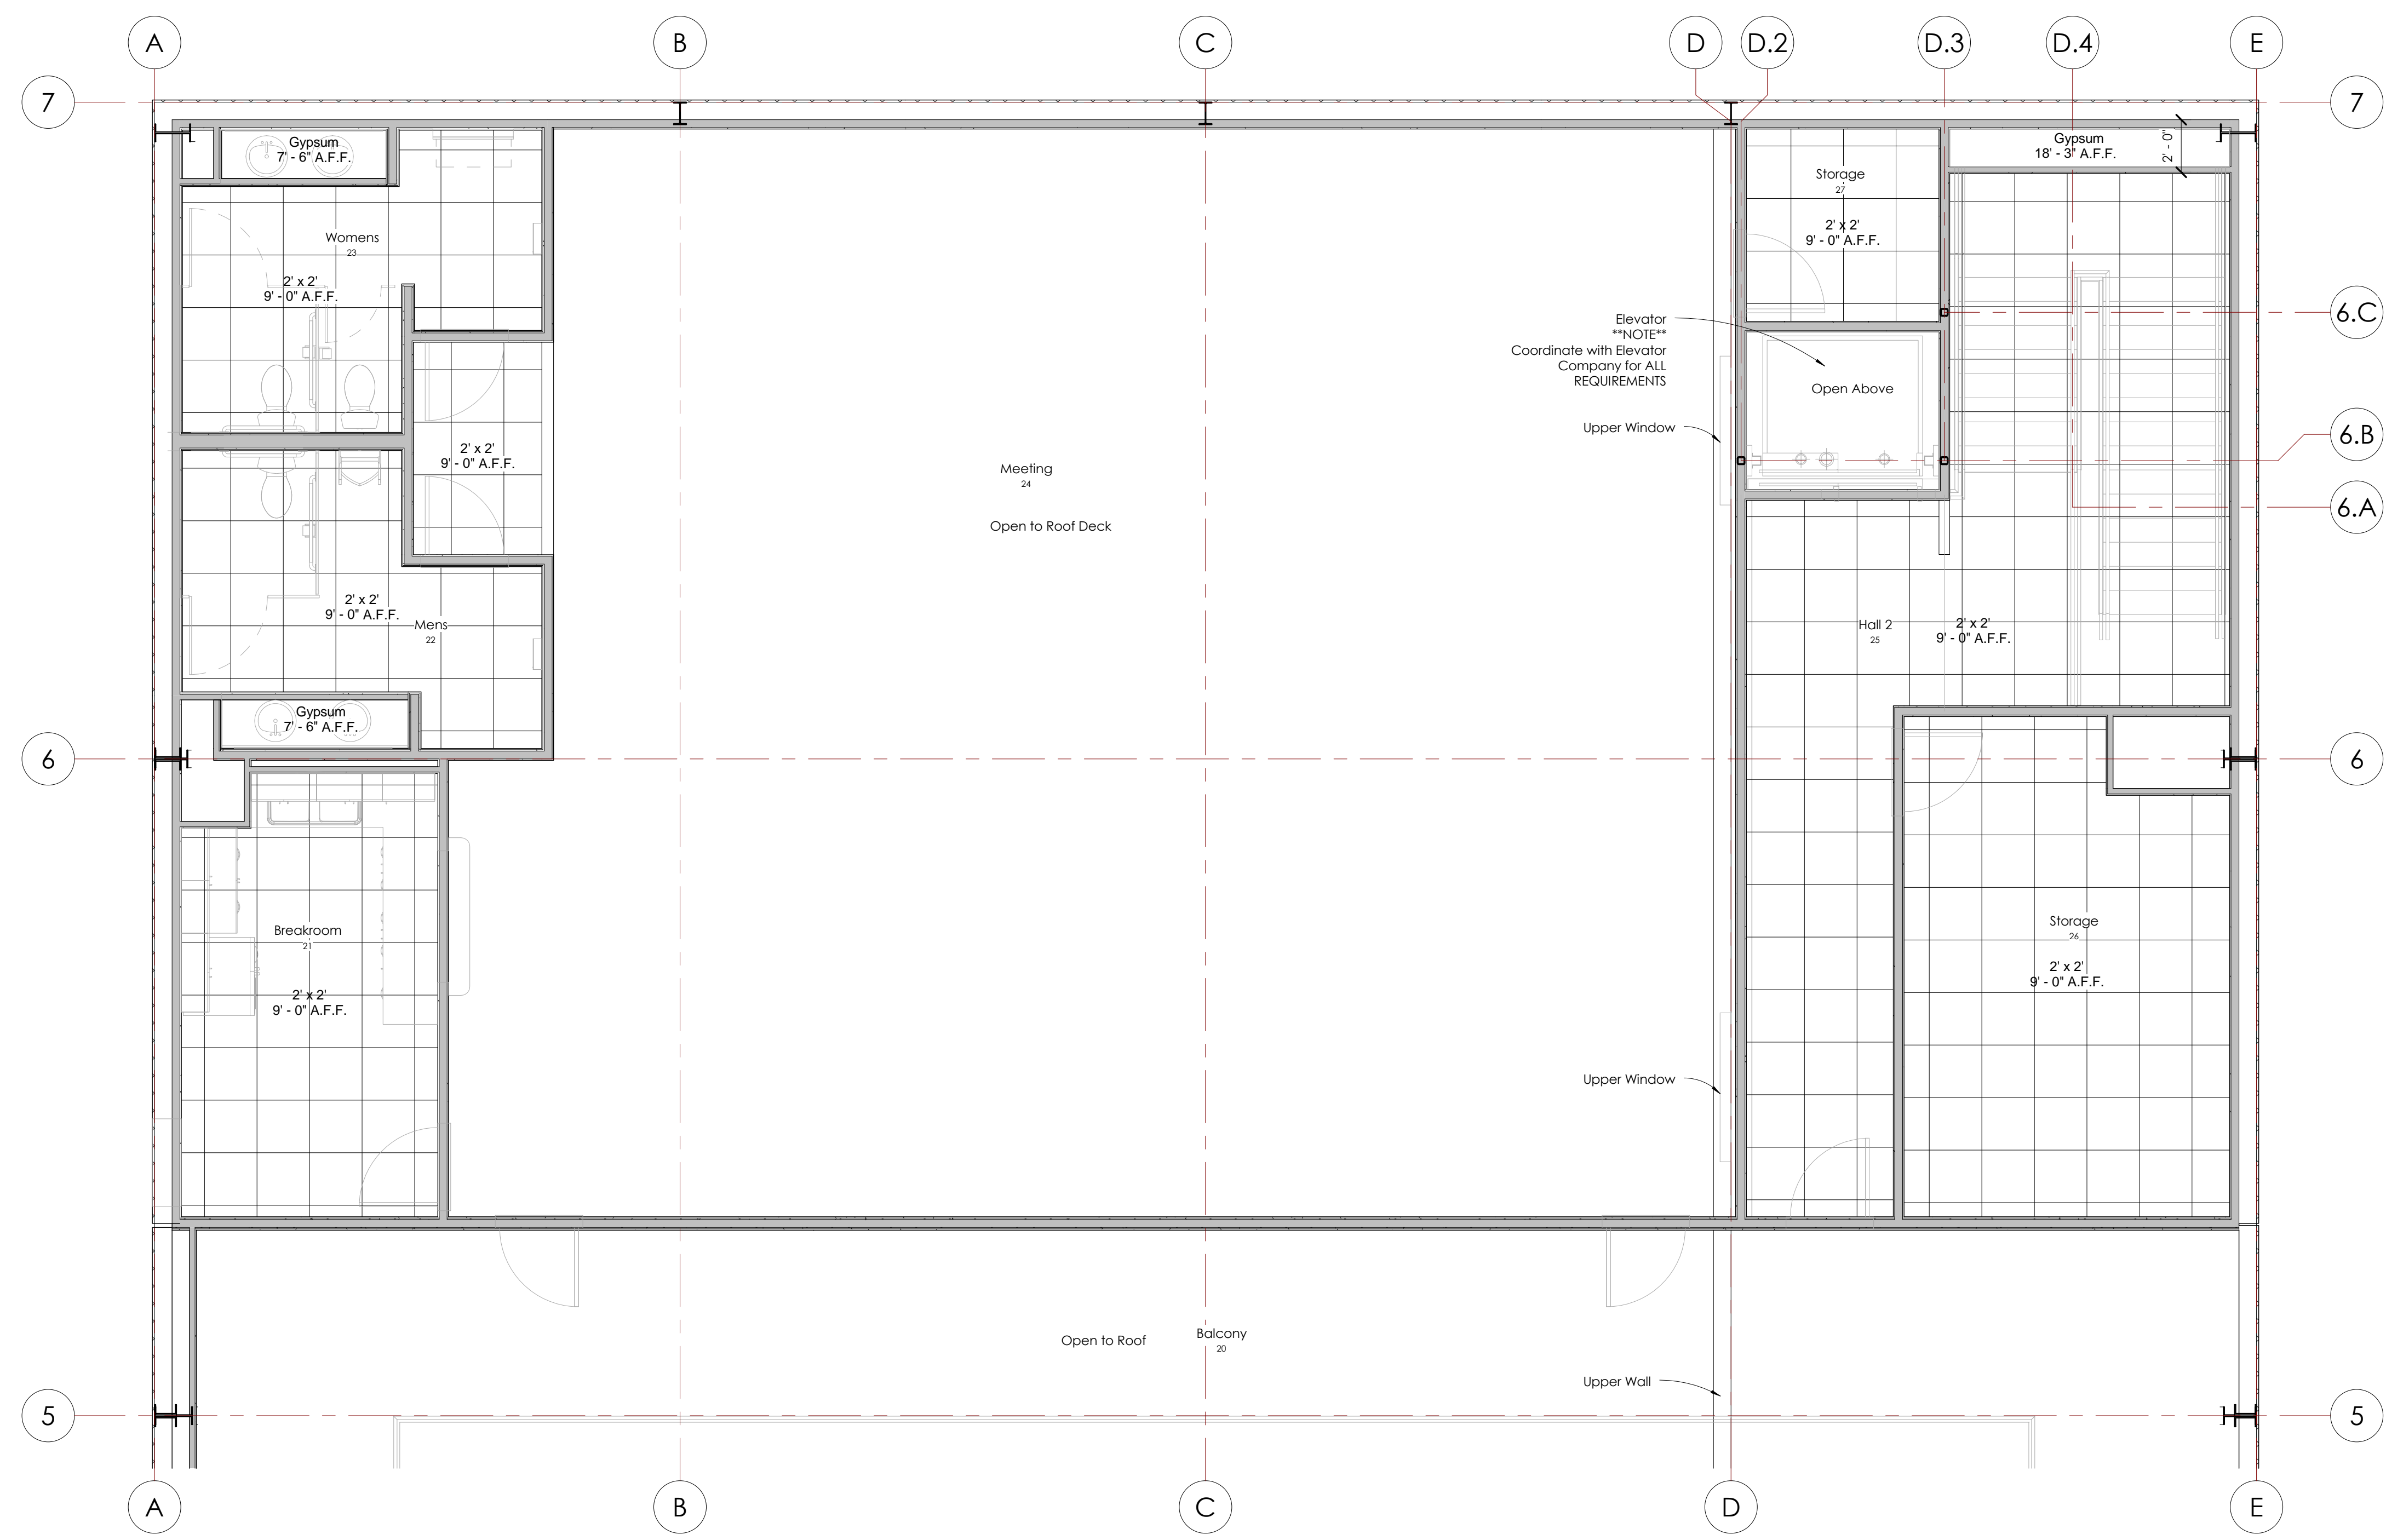 A
B
C
D
D.2
D.3
D.4
E
7
7
Gypsum
7' - 6" A.F.F.
Gypsum
18' - 3" A.F.F.
2' - 0"
Storage
27
2' x 2'
9' - 0" A.F.F.
Womens
23
2' x 2'
9' - 0" A.F.F.
Elevator
**NOTE**
Coordinate with Elevator
Company for ALL
REQUIREMENTS
6.C
Open Above
Upper Window
6.B
2' x 2'
9' - 0" A.F.F.
Meeting
24
Open to Roof Deck
6.A
2' x 2'
9' - 0" A.F.F.
Mens
22
Hall 2
25
2' x 2'
9' - 0" A.F.F.
Gypsum
7' - 6" A.F.F.
6
6
Breakroom
21
2' x 2'
9' - 0" A.F.F.
Storage
26
2' x 2'
9' - 0" A.F.F.
Upper Window
Open to Roof
Balcony
20
Upper Wall
5
5
A
B
C
D
E